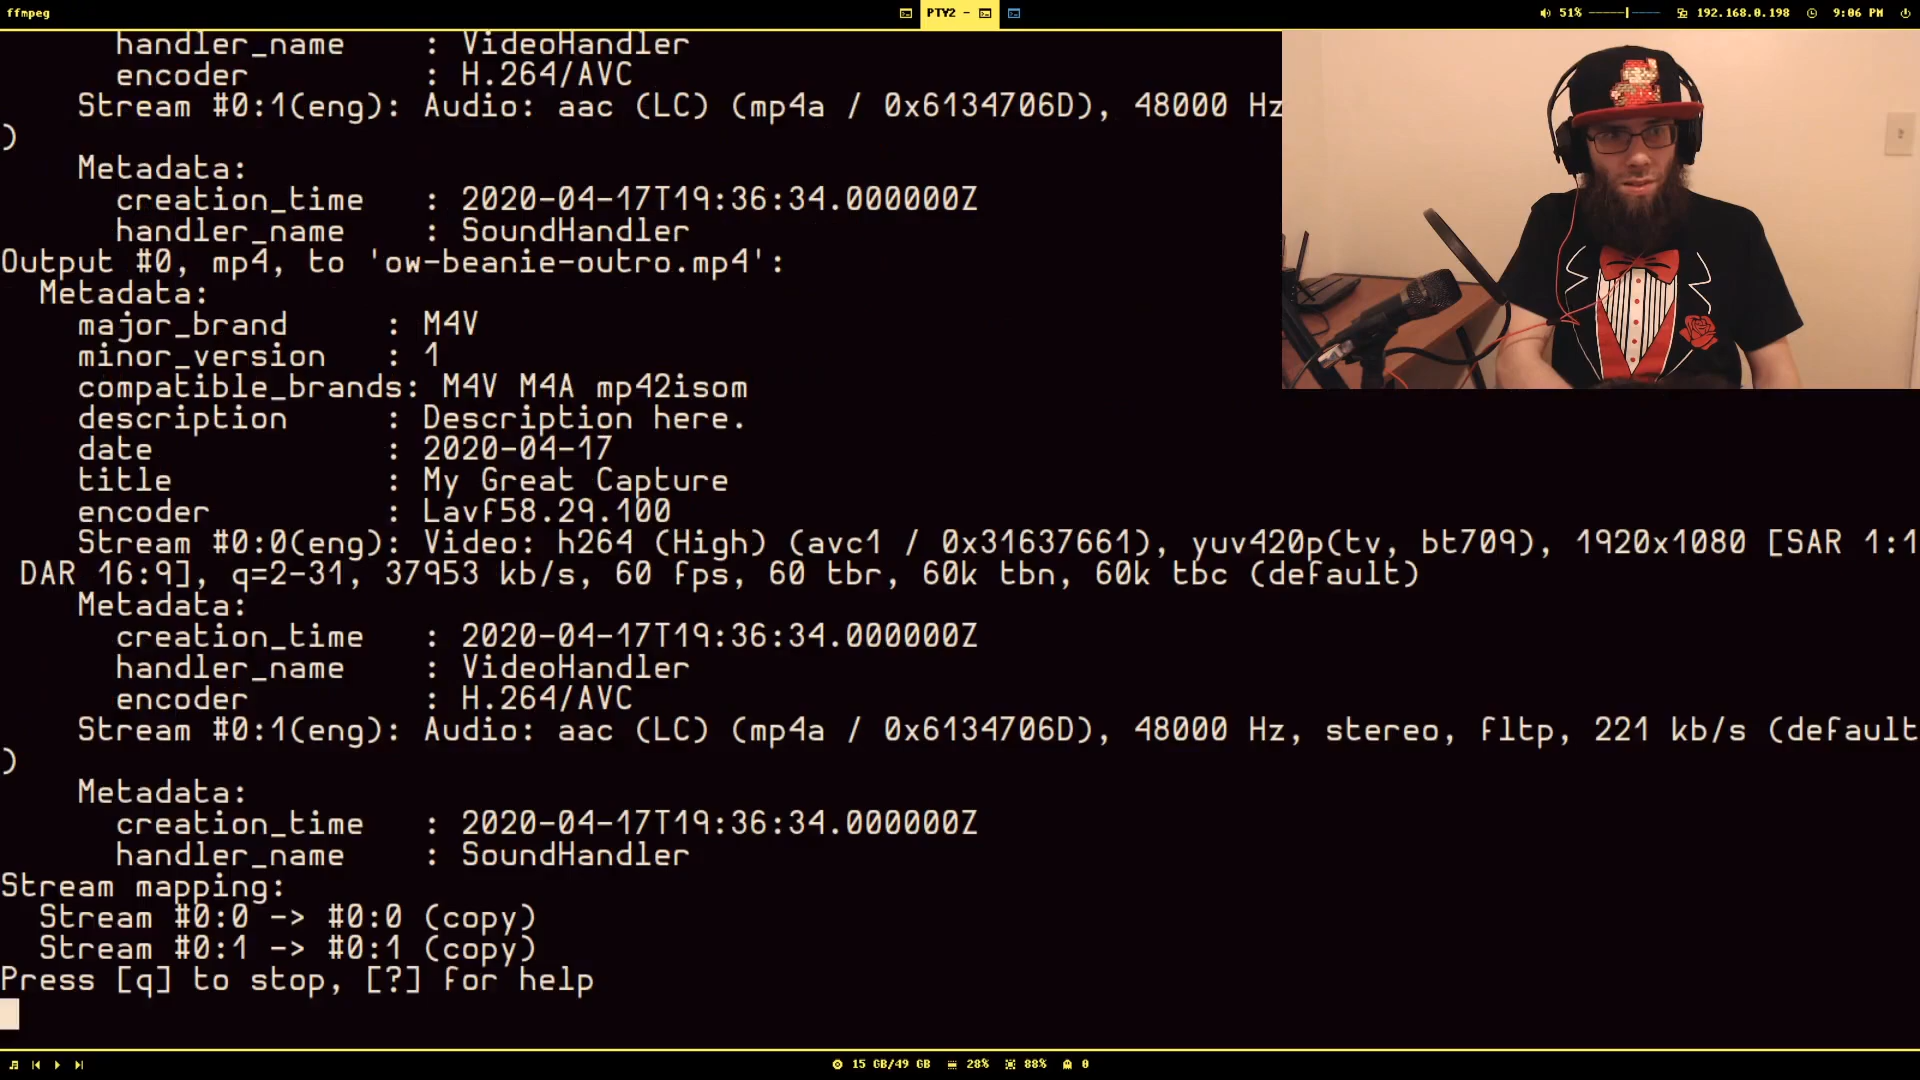 ffmpeg
PTY2 -
51%
192.168.0.198
9:06 PM
handler_name : VideoHandler
encoder : H.264/AVC
Stream #0:1(eng): Audio: aac (LC) (mp4a / 0x6134706D), 48000 Hz
)
Metadata:
creation_time : 2020-04-17T19:36:34.000000Z
handler_name : SoundHandler
Output #0, mp4, to 'ow-beanie-outro.mp4':
Metadata:
major_brand : M4V
minor_version : 1
compatible_brands: M4V M4A mp42isom
description : Description here.
date : 2020-04-17
title : My Great Capture
encoder : Lavf58.29.100
Stream #0:0(eng): Video: h264 (High) (avc1 / 0x31637661), yuv420p(tv, bt709), 1920x1080 [SAR 1:1
DAR 16:9], q=2-31, 37953 kb/s, 60 fps, 60 tbr, 60k tbn, 60k tbc (default)
Metadata:
creation_time : 2020-04-17T19:36:34.000000Z
handler_name : VideoHandler
encoder : H.264/AVC
Stream #0:1(eng): Audio: aac (LC) (mp4a / 0x6134706D), 48000 Hz, stereo, fltp, 221 kb/s (default
)
Metadata:
creation_time : 2020-04-17T19:36:34.000000Z
handler_name : SoundHandler
Stream mapping:
Stream #0:0 -> #0:0 (copy)
Stream #0:1 -> #0:1 (copy)
Press [q] to stop, [?] for help
15 GB/49 GB
28%
88%
0